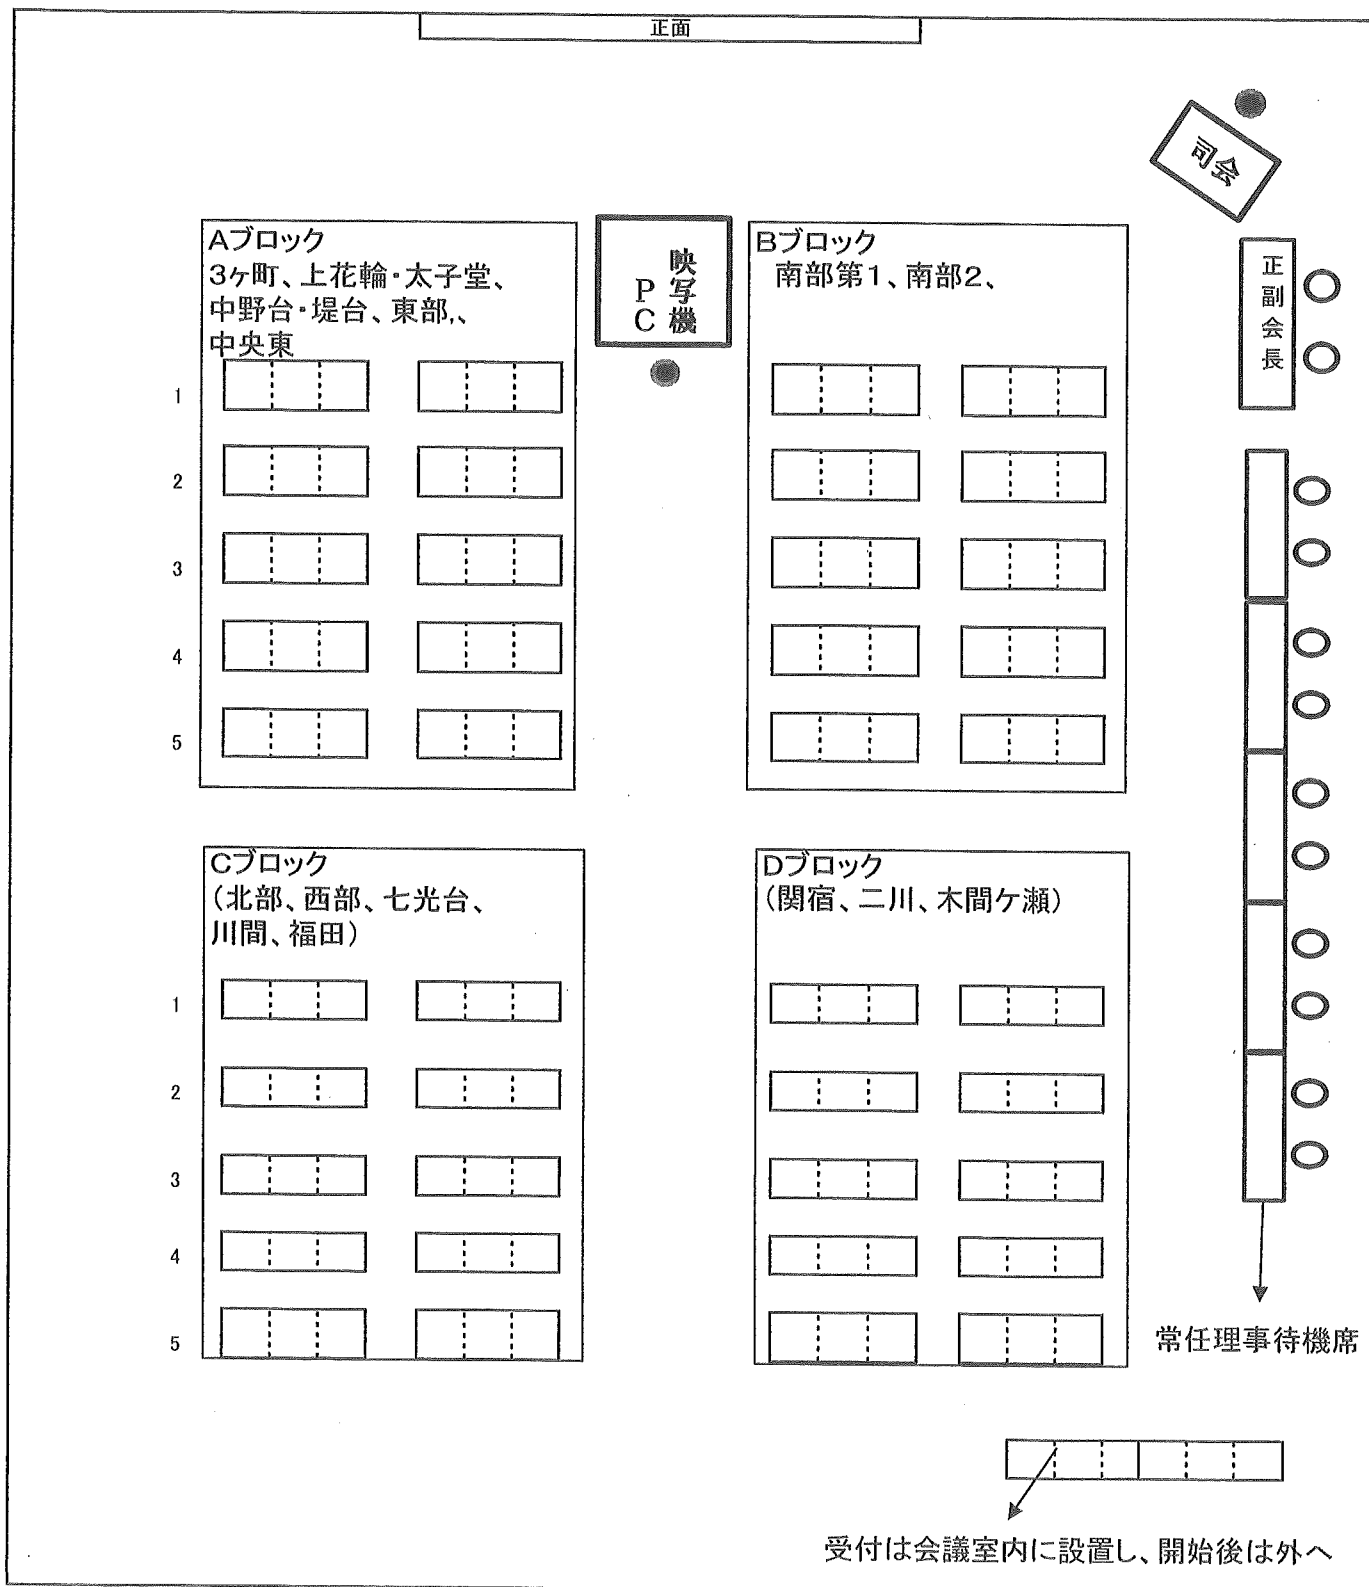 正面
司会
Aブロック
3ヶ町、上花輪・太子堂、
中野台・堤台、東部,、
中央東
映写機
PC
Bブロック
南部第1、南部2、
正副会長
1
2
3
4
5
Cブロック
(北部、西部、七光台、
川間、福田)
Dブロック
(関宿、二川、木間ケ瀬)
1
2
3
4
5
常任理事待機席
受付は会議室内に設置し、開始後は外へ